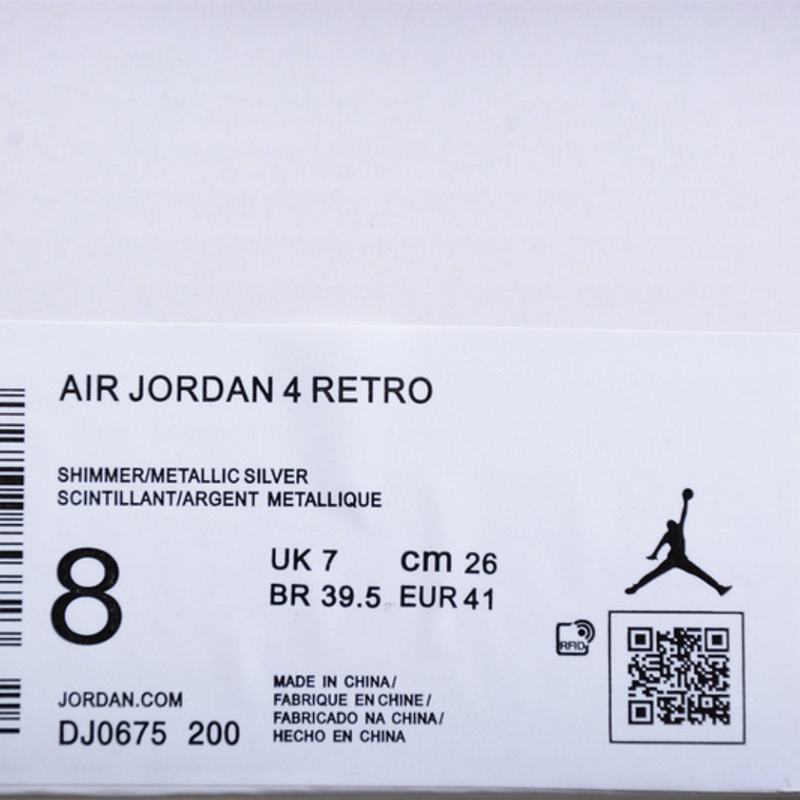 AIR JORDAN 4 RETRO
SHIMMER/METALLIC SILVER
SCINTILLANT/ARGENT METALLIQUE
8
UK 7 cm 26
BR 39.5 EUR 41
RFID
JORDAN.COM
DJ0675 200
MADE IN CHINA/
FABRIQUE EN CHINE/
FABRICADO NA CHINA/
HECHO EN CHINA